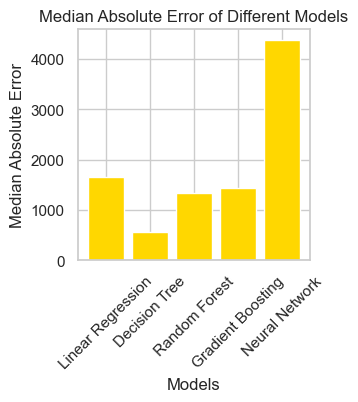 Median Absolute Error of Different Models
Median Absolute Error
4000
3000
2000
1000
0
Linear Regression
Decision Tree
Random Forest
Gradient Boosting
Neural Network
Models